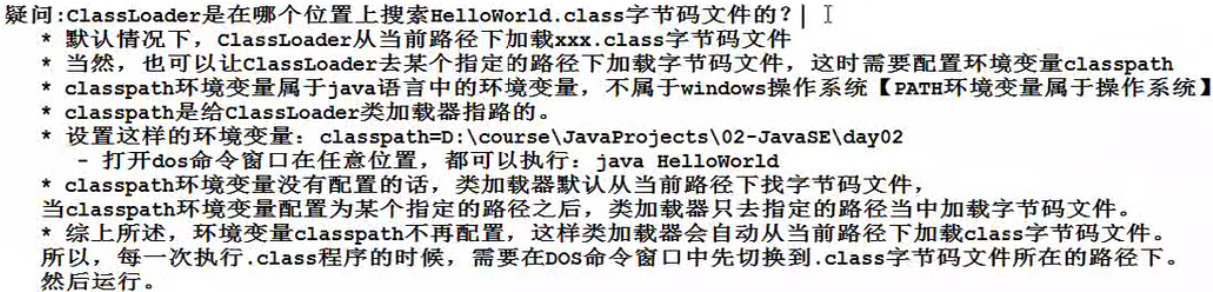 疑问:ClassLoader是在哪个位置上搜索HelloWorld.class字节码文件的?
* 默认情况下，ClassLoader从当前路径下加载xxx.class字节码文件
* 当然，也可以让ClassLoader去某个指定的路径下加载字节码文件，这时需要配置环境变量classpath
* classpath环境变量属于java语言中的环境变量，不属于windows操作系统【PATH环境变量属于操作系统】
* classpath是给ClassLoader类加载器指路的。
* 设置这样的环境变量：classpath=D:\course\JavaProjects\02-JavaSE\day02
- 打开dos命令窗口在任意位置，都可以执行：java HelloWorld
* classpath环境变量没有配置的话，类加载器默认从当前路径下找字节码文件，
当classpath环境变量配置为某个指定的路径之后，类加载器只去指定的路径当中加载字节码文件。
* 综上所述，环境变量classpath不再配置，这样类加载器会自动从当前路径下加载class字节码文件。
所以，每一次执行.class程序的时候，需要在DOS命令窗口中先切换到.class字节码文件所在的路径下。
然后运行。